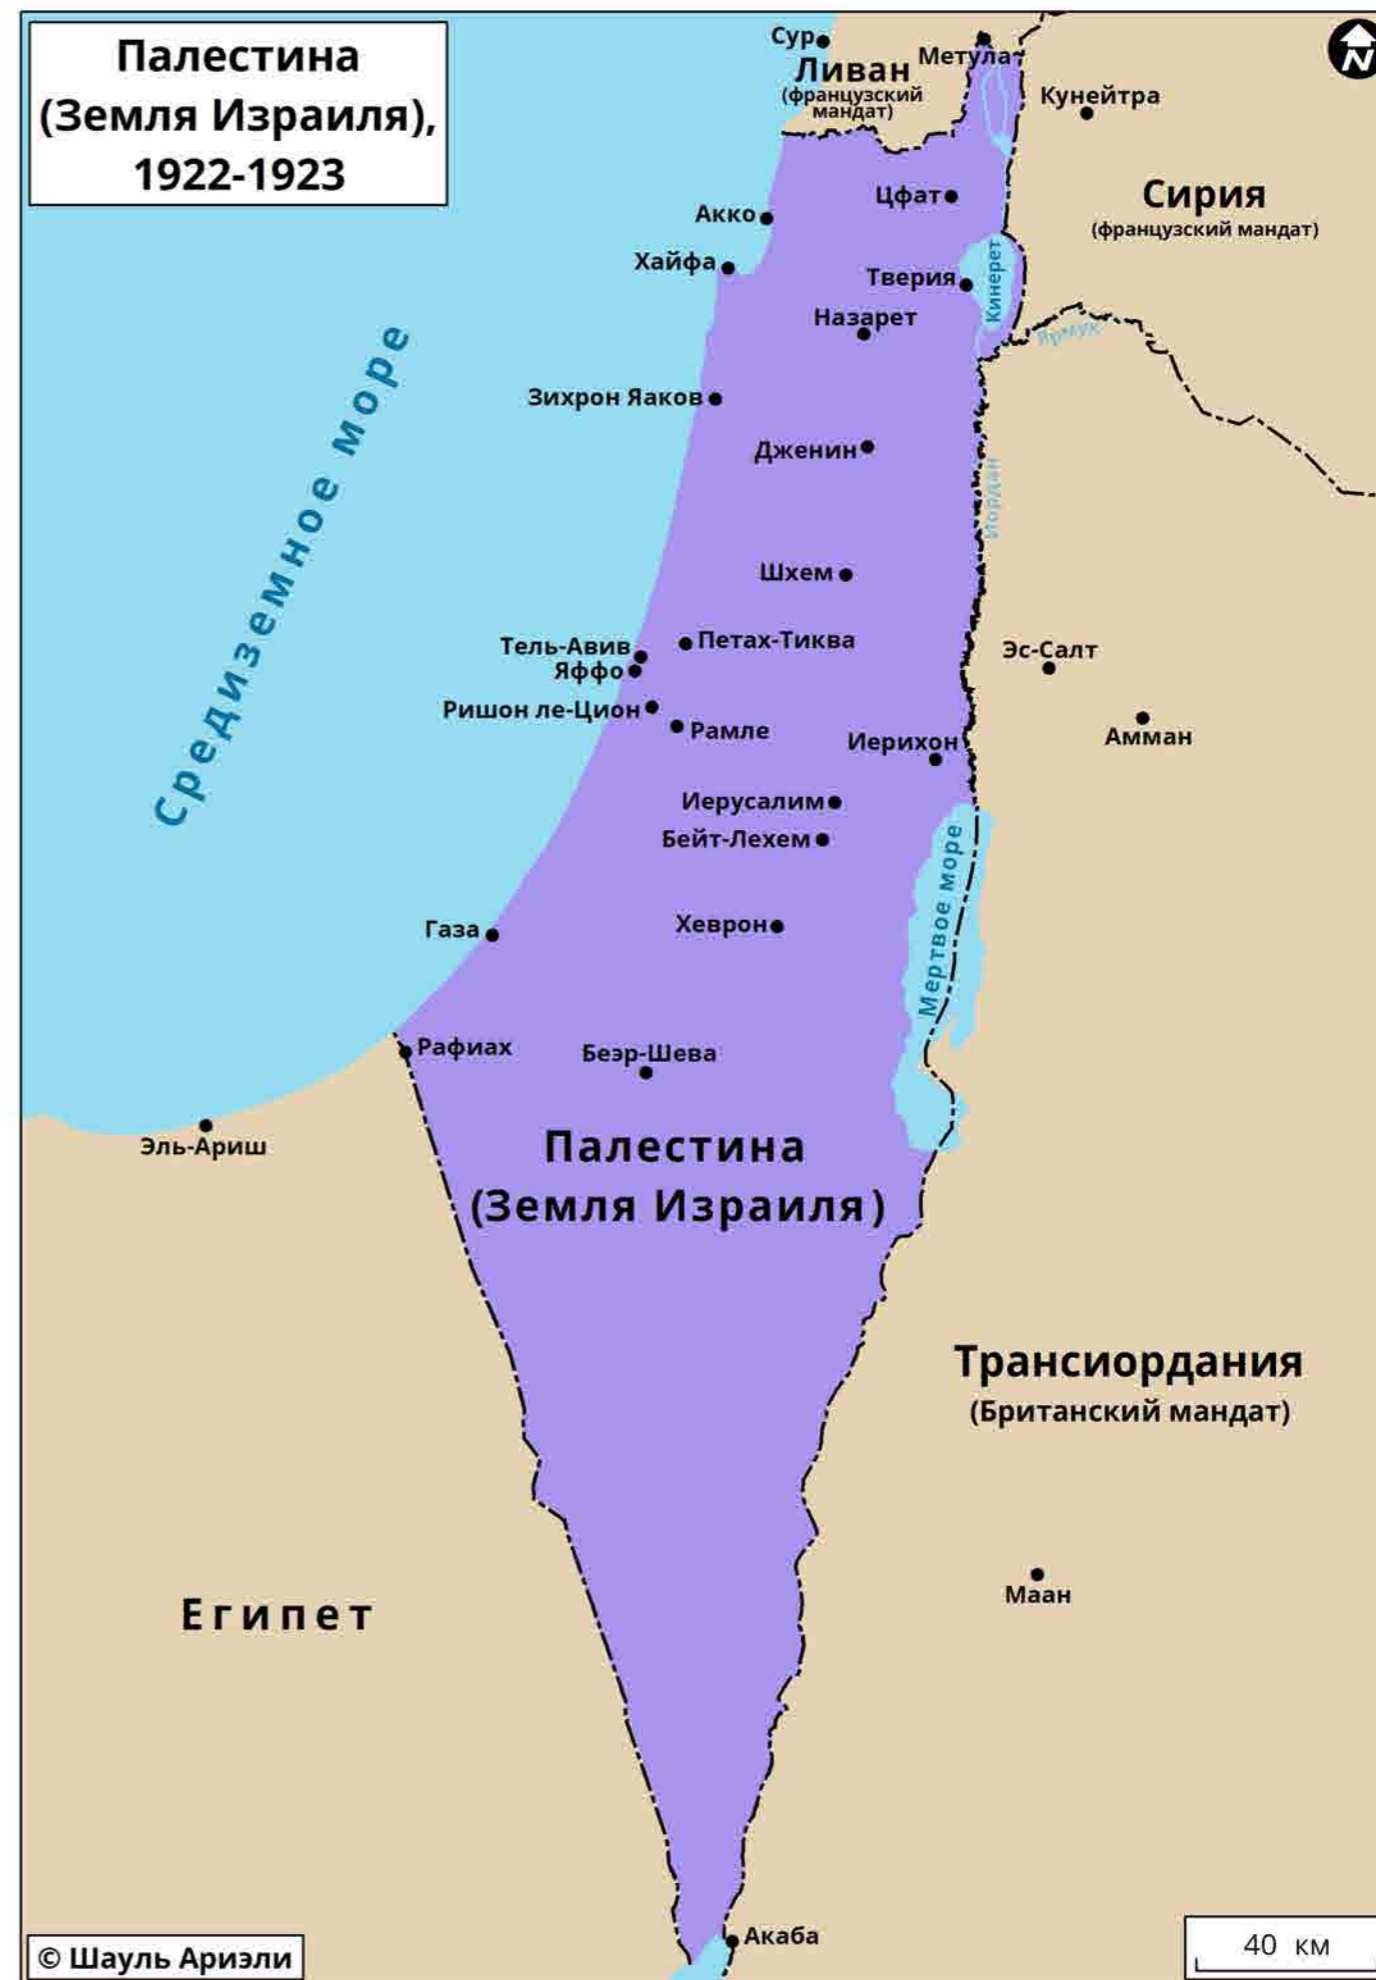 Палестина
(Земля Израиля),
1922-1923
N
Сур
Метула
Ливан
(французский
мандат)
Кунейтра
Сирия
(французский мандат)
Цфат
Акко
Хайфа
Тверия
Кинерет
Назарет
Ярмук
Зихрон Яаков
Дженин
Иордан
Средиземное море
Шхем
Тель-Авив
Петах-Тиква
Яффо
Эс-Салт
Ришон ле-Цион
Рамле
Иерихон
Амман
Иерусалим
Бейт-Лехем
Мертвое море
Газа
Хеврон
Рафиах
Беэр-Шева
Эль-Ариш
Палестина
(Земля Израиля)
Трансиордания
(Британский мандат)
Маан
Египет
Акаба
© Шауль Ариэли
40 км